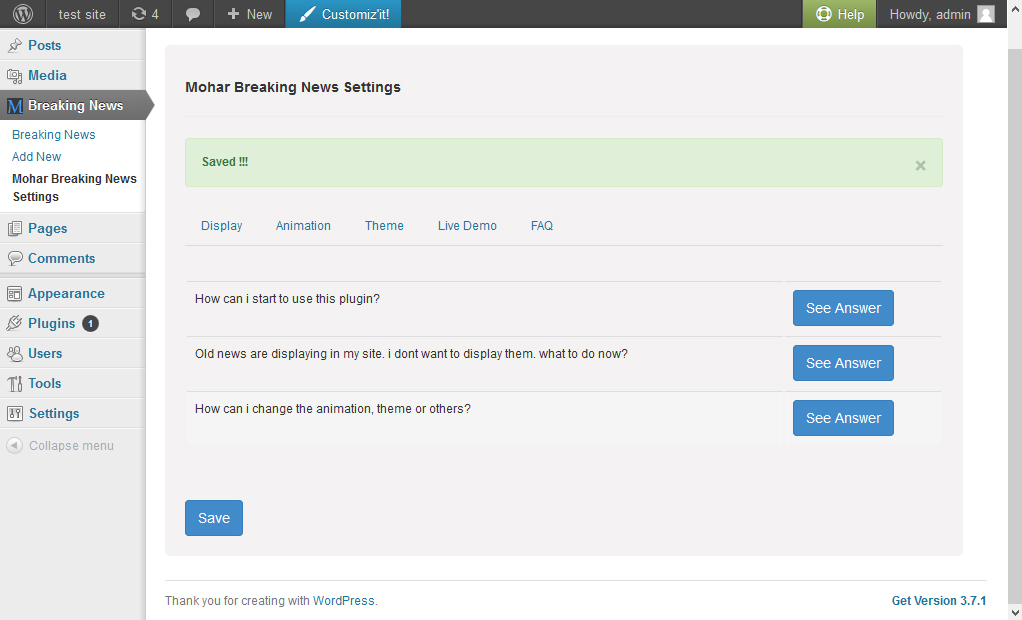 test site 4 New Customiz'it! Help Howdy, admin
Posts
Media
Breaking News
Breaking News
Add New
Mohar Breaking News
Settings
Pages
Comments
Appearance
Plugins 1
Users
Tools
Settings
Collapse menu
Mohar Breaking News Settings
Saved !!! ×
Display Animation Theme Live Demo FAQ
How can i start to use this plugin? See Answer
Old news are displaying in my site. i dont want to display them. what to do now? See Answer
How can i change the animation, theme or others? See Answer
Save
Thank you for creating with WordPress. Get Version 3.7.1